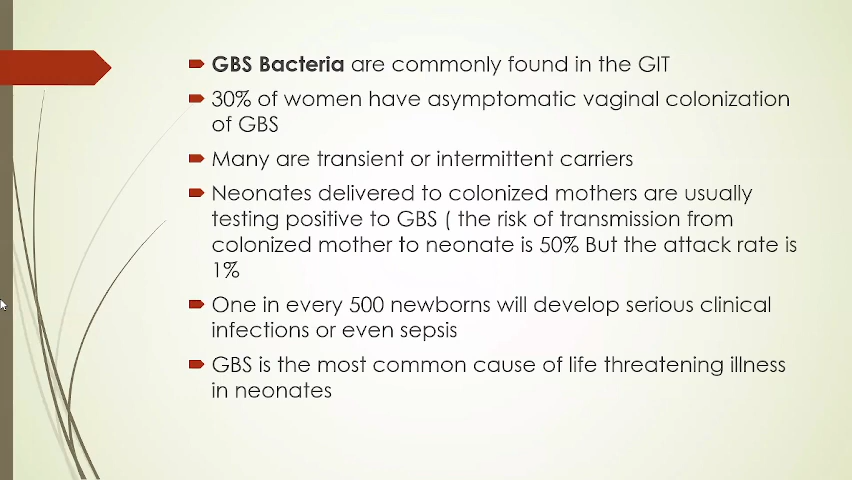 GBS Bacteria are commonly found in the GIT
30% of women have asymptomatic vaginal colonization
of GBS
Many are transient or intermittent carriers
Neonates delivered to colonized mothers are usually
testing positive to GBS ( the risk of transmission from
colonized mother to neonate is 50% But the attack rate is
1%
One in every 500 newborns will develop serious clinical
infections or even sepsis
GBS is the most common cause of life threatening illness
in neonates